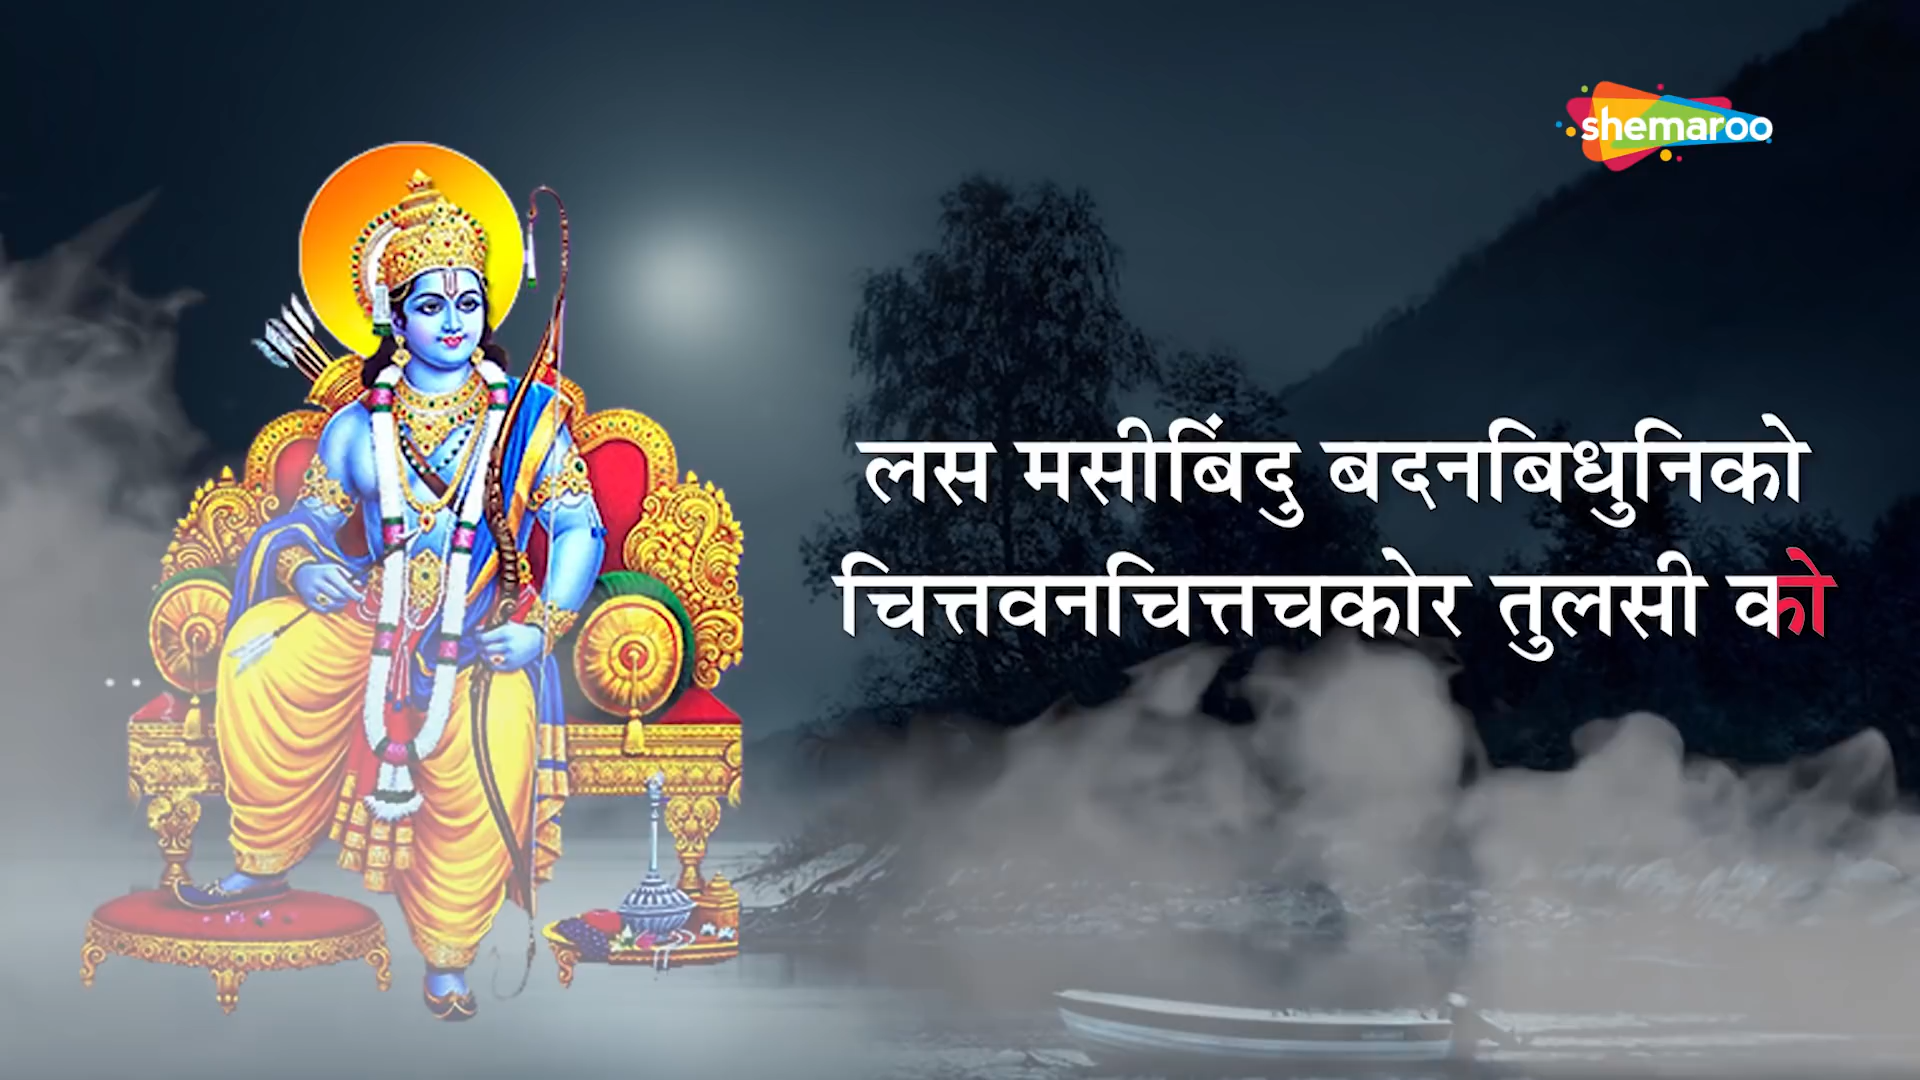 shemaroo
लस मसीबिंदु बदनबिधुनिको
चित्तवनचित्तचकोर तुलसी को